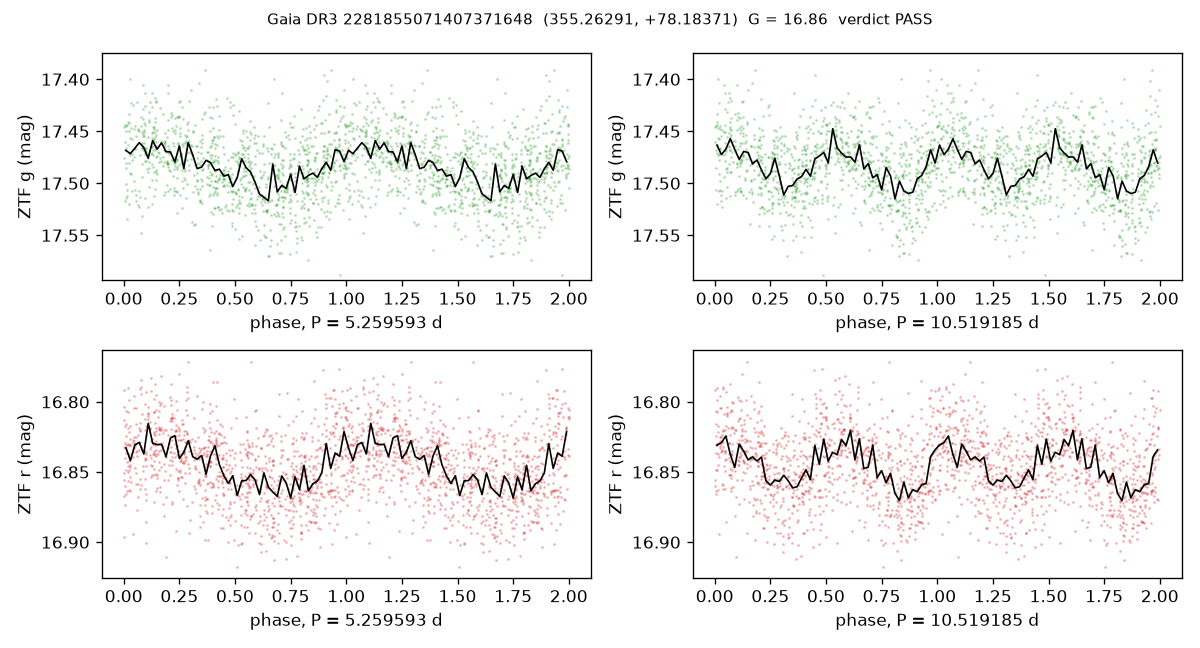 Gaia DR3 2281855071407371648  (355.26291, +78.18371)  G = 16.86  verdict PASS
ZTF g (mag)
17.40
17.45
17.50
17.55
0.00 0.25 0.50 0.75 1.00 1.25 1.50 1.75 2.00
phase, P = 5.259593 d
ZTF g (mag)
17.40
17.45
17.50
17.55
0.00 0.25 0.50 0.75 1.00 1.25 1.50 1.75 2.00
phase, P = 10.519185 d
ZTF r (mag)
16.80
16.85
16.90
0.00 0.25 0.50 0.75 1.00 1.25 1.50 1.75 2.00
phase, P = 5.259593 d
ZTF r (mag)
16.80
16.85
16.90
0.00 0.25 0.50 0.75 1.00 1.25 1.50 1.75 2.00
phase, P = 10.519185 d